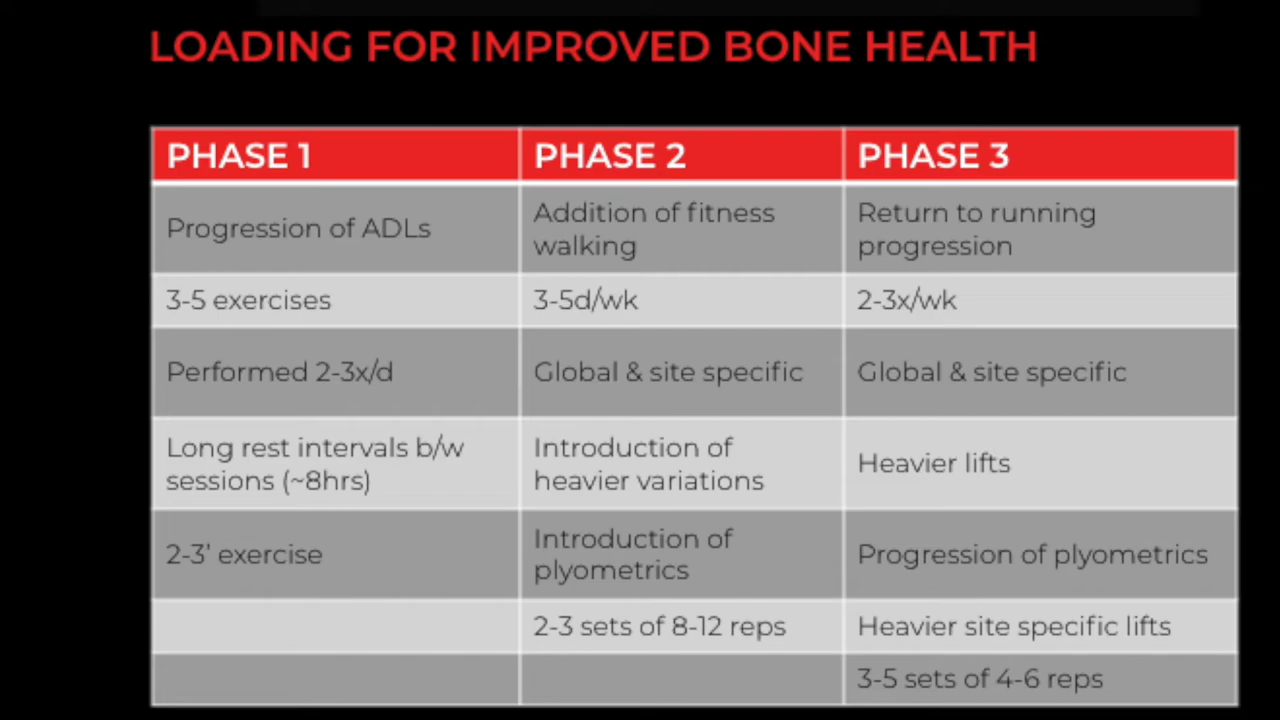 LOADING FOR IMPROVED BONE HEALTH
PHASE 1
PHASE 2
PHASE 3
Progression of ADLs
Addition of fitness
walking
Return to running
progression
3-5 exercises
3-5d/wk
2-3x/wk
Performed 2-3x/d
Global & site specific
Global & site specific
Long rest intervals b/w
sessions (~8hrs)
Introduction of
heavier variations
Heavier lifts
2-3' exercise
Introduction of
plyometrics
Progression of plyometrics
2-3 sets of 8-12 reps
Heavier site specific lifts
3-5 sets of 4-6 reps